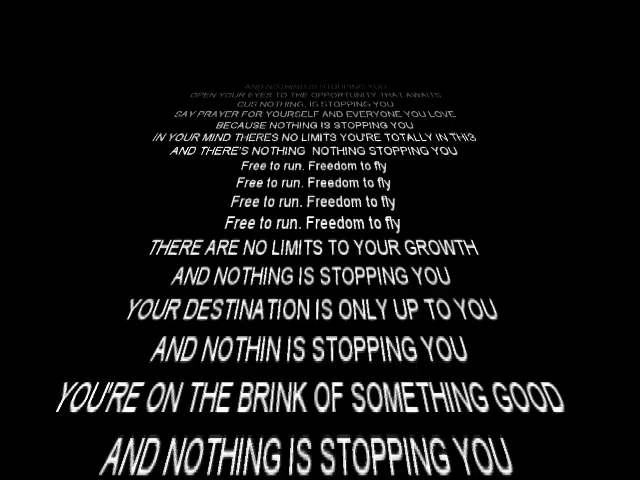 AND NOTHING IS STOPPING YOU
OPEN YOUR EYES TO THE OPPORTUNITY THAT AWAITS
CUS NOTHING, IS STOPPING YOU
SAY PRAYER FOR YOURSELF AND EVERYONE YOU LOVE
BECAUSE NOTHING IS STOPPING YOU
IN YOUR MIND THERES NO LIMITS YOU'RE TOTALLY IN THIS
AND THERE'S NOTHING NOTHING STOPPING YOU
Free to run. Freedom to fly
Free to run. Freedom to fly
Free to run. Freedom to fly
Free to run. Freedom to fly
THERE ARE NO LIMITS TO YOUR GROWTH
AND NOTHING IS STOPPING YOU
YOUR DESTINATION IS ONLY UP TO YOU
AND NOTHIN IS STOPPING YOU
YOU'RE ON THE BRINK OF SOMETHING GOOD
AND NOTHING IS STOPPING YOU